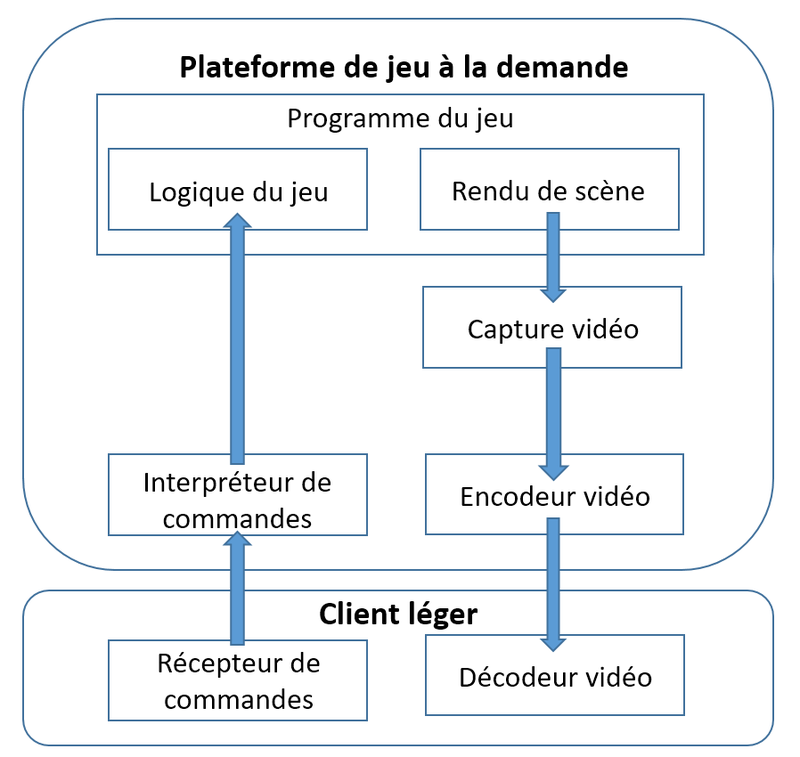 Plateforme de jeu à la demande
Programme du jeu
Logique du jeu
Rendu de scène
Capture vidéo
Interpréteur de
commandes
Encodeur vidéo
Client léger
Récepteur de
commandes
Décodeur vidéo